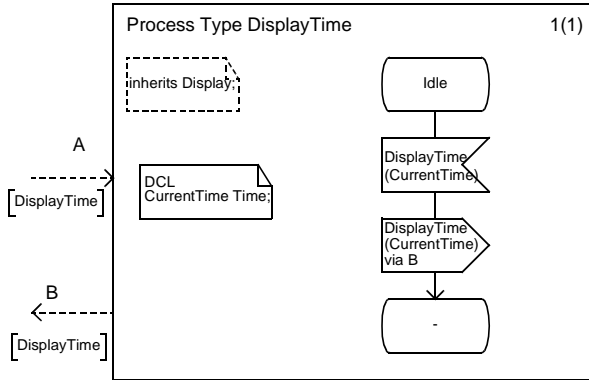 Process Type DisplayTime 1(1)
inherits Display;
Idle
A
[DisplayTime]
DCL
CurrentTime Time;
DisplayTime
(CurrentTime)
DisplayTime
(CurrentTime)
via B
B
[DisplayTime]
-